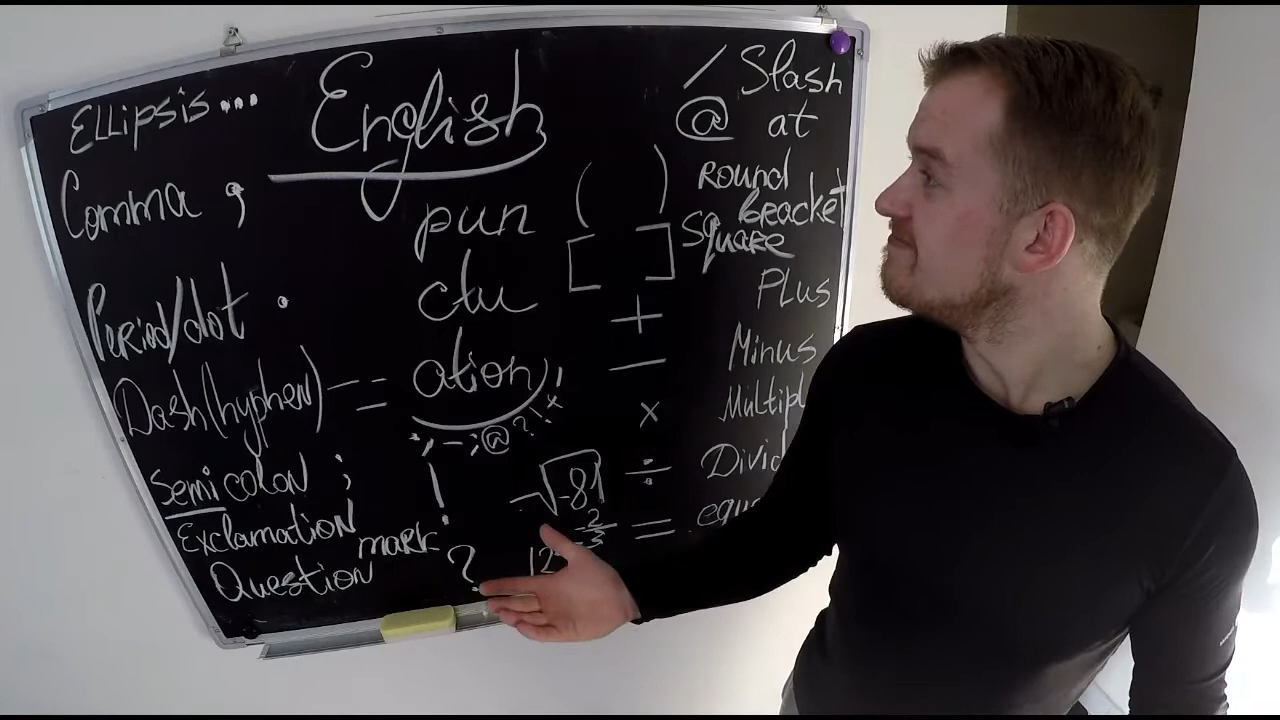 English
pun
ctu
ation
, - ; @ ? ! x
Ellipsis...
Comma ,
Period/dot .
Dash(hyphen) - =
Semicolon ;
Exclamation !
mark
Question ?
/ Slash
@ at
( ) round
bracket
[ ] square
+ Plus
− Minus
× Multipl
÷ Divid
= equa
√-81
2
12 3